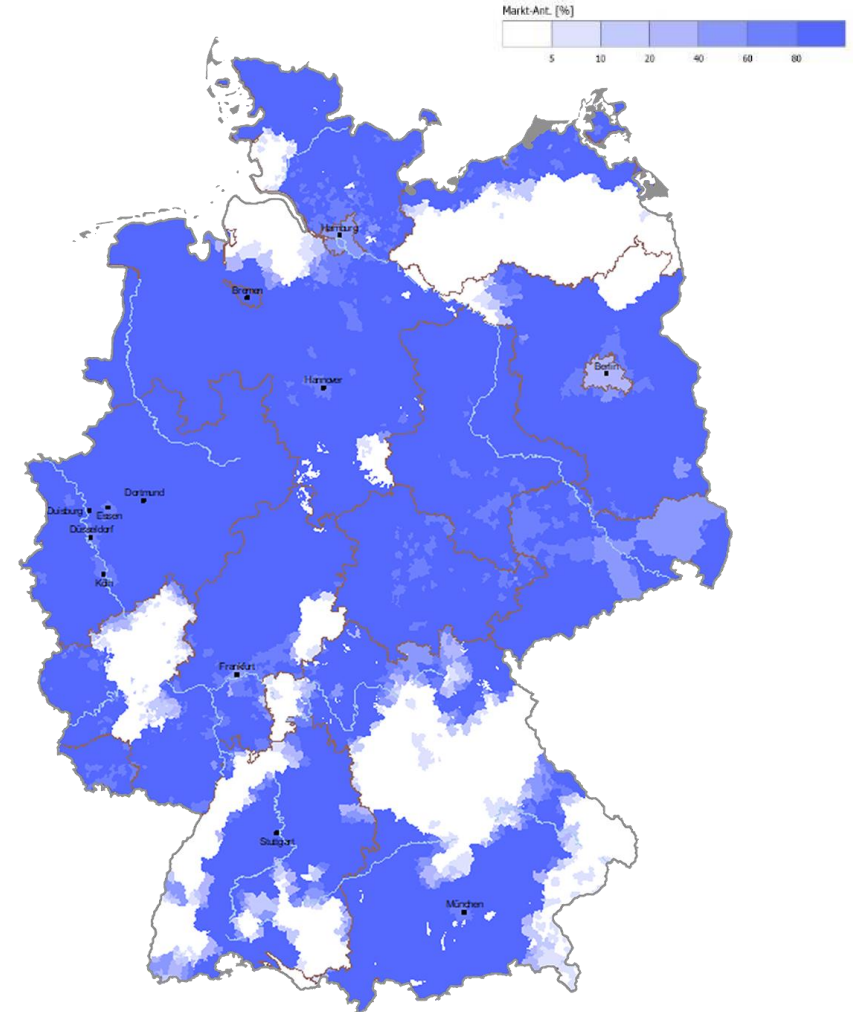 Markt-Ant. [%]
5 10 20 40 60 80
Hamburg
Bremen
Berlin
Hannover
Dortmund
Duisburg
Essen
Düsseldorf
Köln
Frankfurt
Stuttgart
München